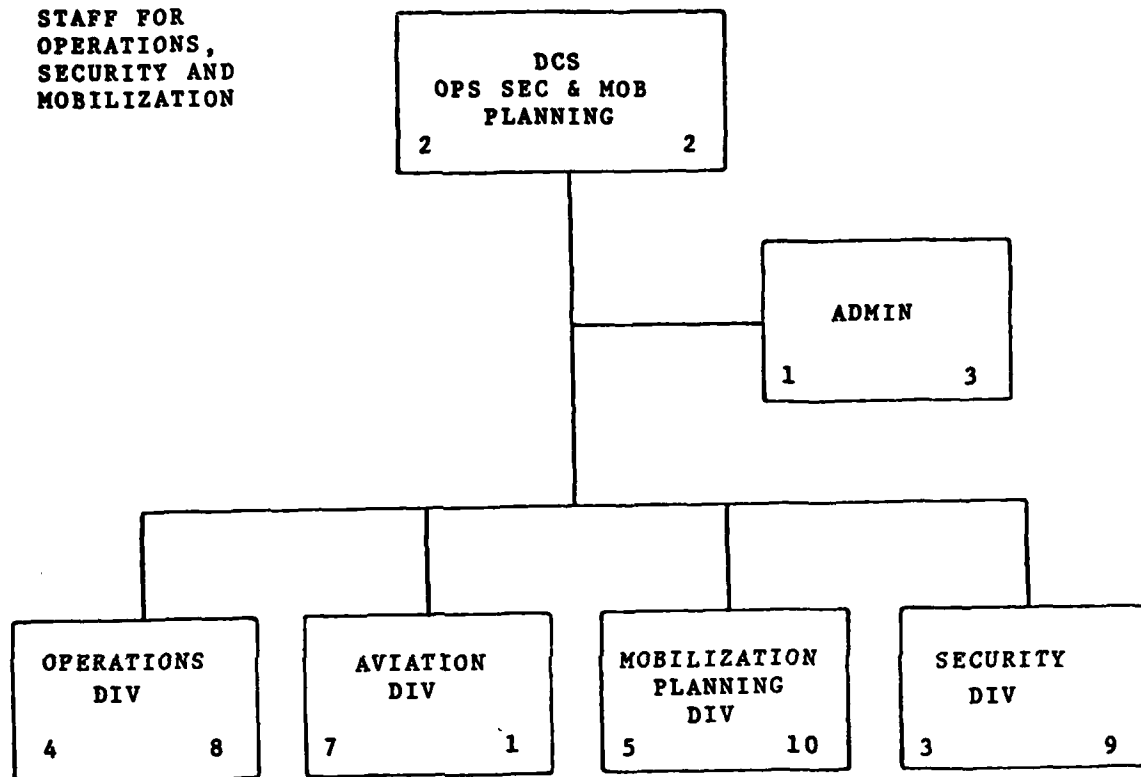 STAFF FOR
OPERATIONS,
SECURITY AND
MOBILIZATION
DCS
OPS SEC & MOB
PLANNING
2 2
ADMIN
1 3
OPERATIONS
DIV
4 8
AVIATION
DIV
7 1
MOBILIZATION
PLANNING
DIV
5 10
SECURITY
DIV
3 9